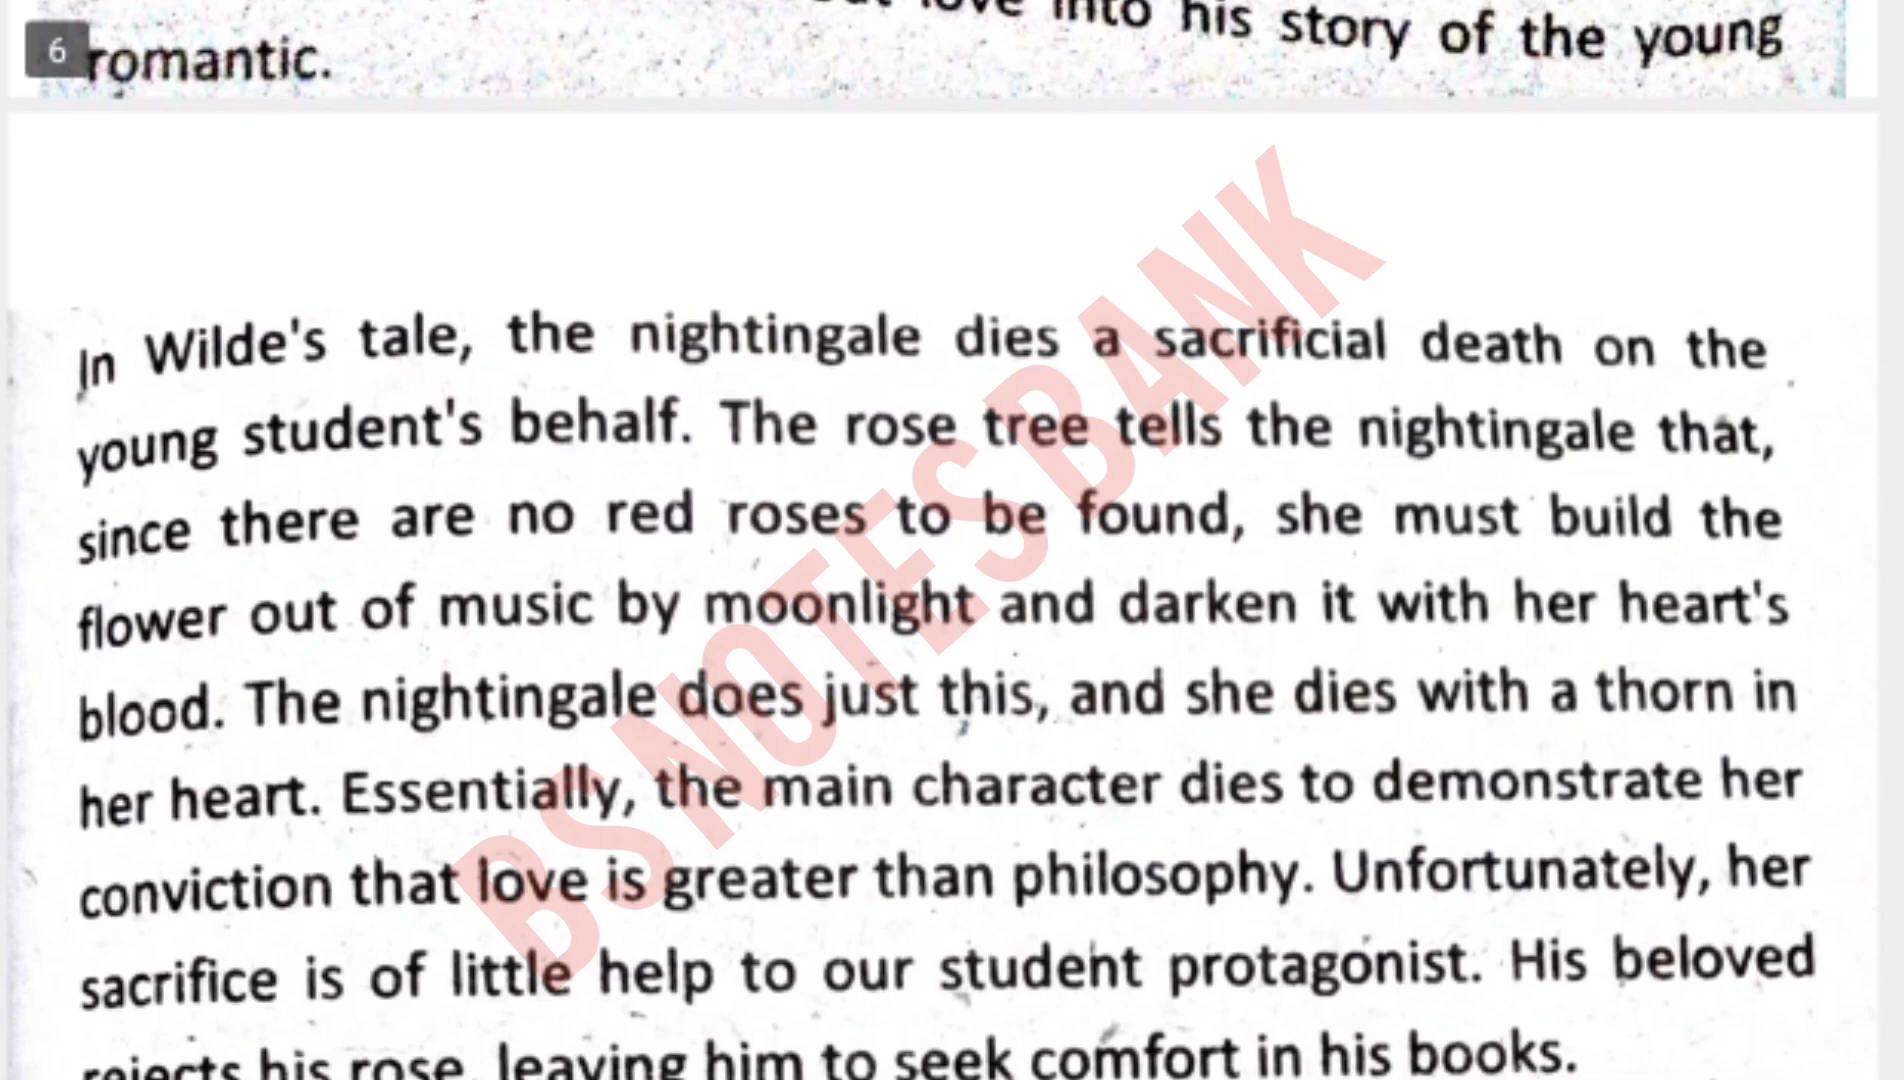 love into his story of the young
6
romantic.
In Wilde's tale, the nightingale dies a sacrificial death on the
young student's behalf. The rose tree tells the nightingale that,
since there are no red roses to be found, she must build the
flower out of music by moonlight and darken it with her heart's
blood. The nightingale does just this, and she dies with a thorn in
her heart. Essentially, the main character dies to demonstrate her
conviction that love is greater than philosophy. Unfortunately, her
sacrifice is of little help to our student protagonist. His beloved
rejects his rose, leaving him to seek comfort in his books.
BSNOTESBANK